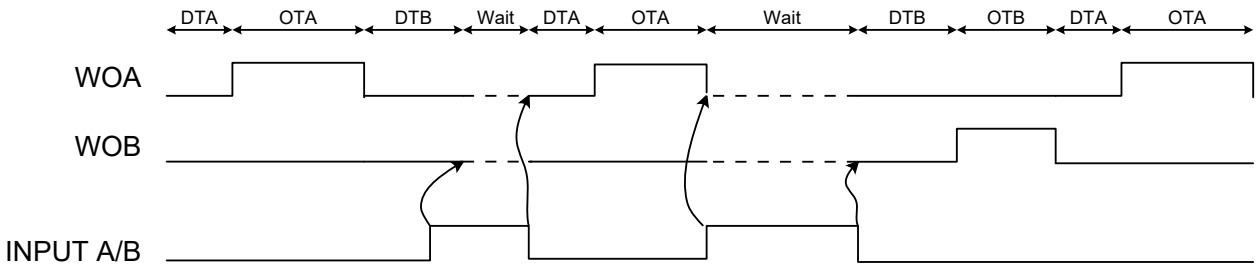 DTA OTA DTB Wait DTA OTA Wait DTB OTB DTA OTA
WOA
WOB
INPUT A/B